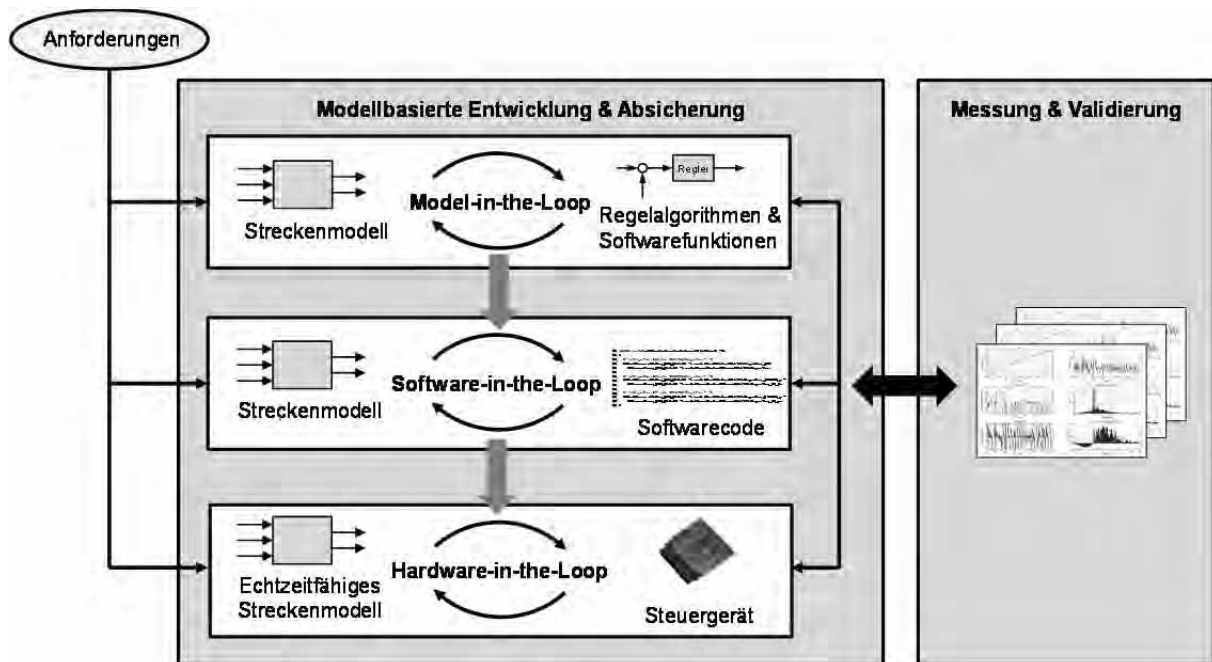 Anforderungen
Modellbasierte Entwicklung & Absicherung
Messung & Validierung
Streckenmodell
Model-in-the-Loop
Regler
Regelalgorithmen &
Softwarefunktionen
Streckenmodell
Software-in-the-Loop
Softwarecode
Echtzeitfähiges
Streckenmodell
Hardware-in-the-Loop
Steuergerät